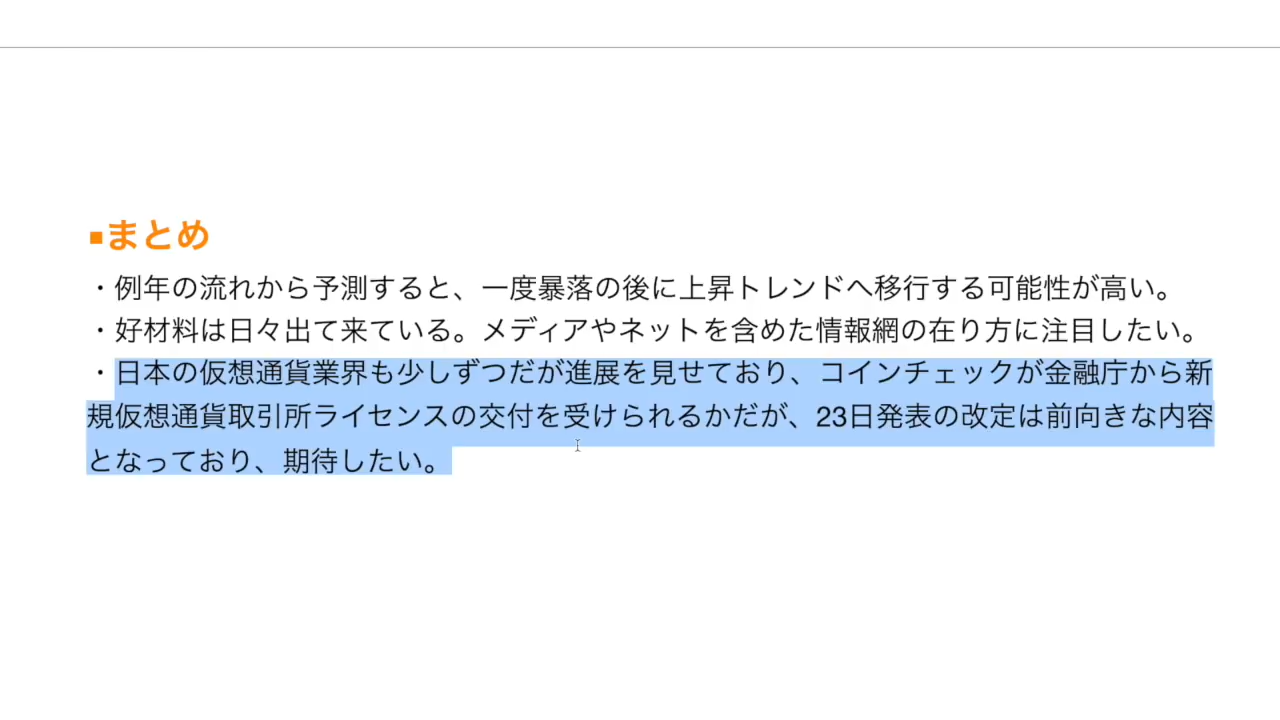 ▪まとめ
・例年の流れから予測すると、一度暴落の後に上昇トレンドへ移行する可能性が高い。
・好材料は日々出て来ている。メディアやネットを含めた情報網の在り方に注目したい。
・日本の仮想通貨業界も少しずつだが進展を見せており、コインチェックが金融庁から新
規仮想通貨取引所ライセンスの交付を受けられるかだが、23日発表の改定は前向きな内容
となっており、期待したい。